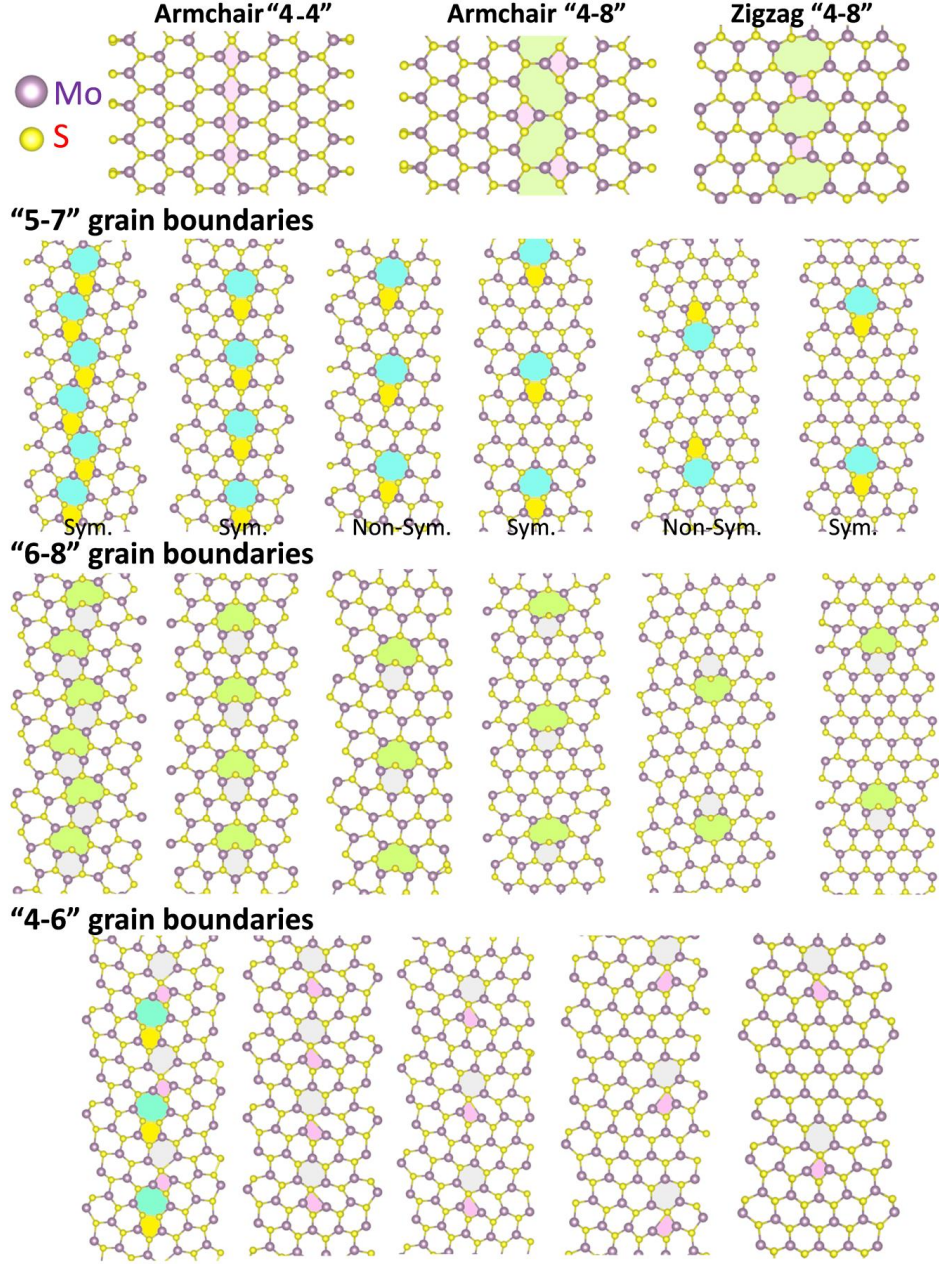 Armchair “4-4”
Armchair “4-8”
Zigzag “4-8”
Mo
S
“5-7” grain boundaries
Sym.
Sym.
Non-Sym.
Sym.
Non-Sym.
Sym.
“6-8” grain boundaries
“4-6” grain boundaries